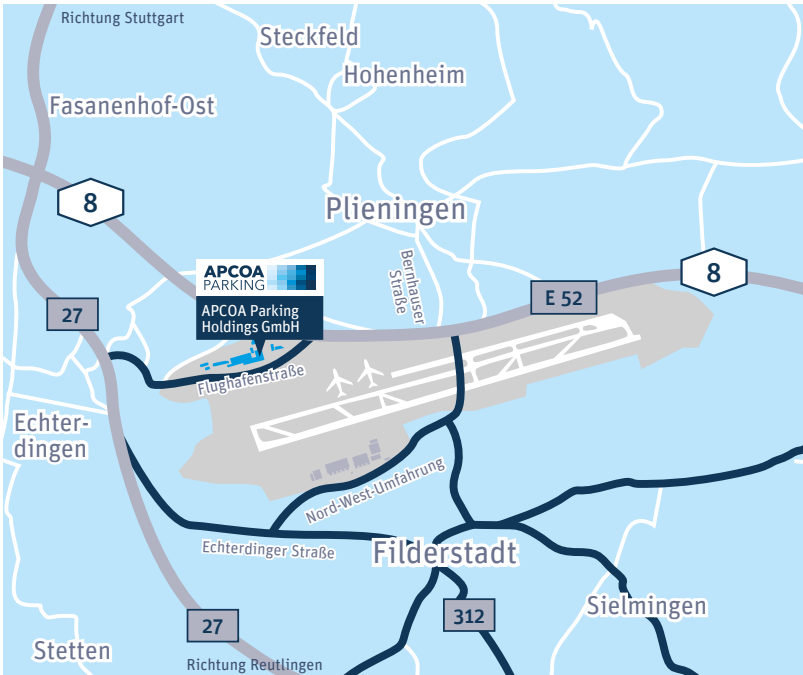 Richtung Stuttgart
Steckfeld
Hohenheim
Fasanenhof-Ost
8
Plieningen
APCOA
PARKING
Bernhauser
Straße
8
E 52
27
APCOA Parking
Holdings GmbH
Flughafenstraße
Echter-
dingen
Nord-West-Umfahrung
Echterdinger Straße
Filderstadt
Sielmingen
312
27
Stetten
Richtung Reutlingen